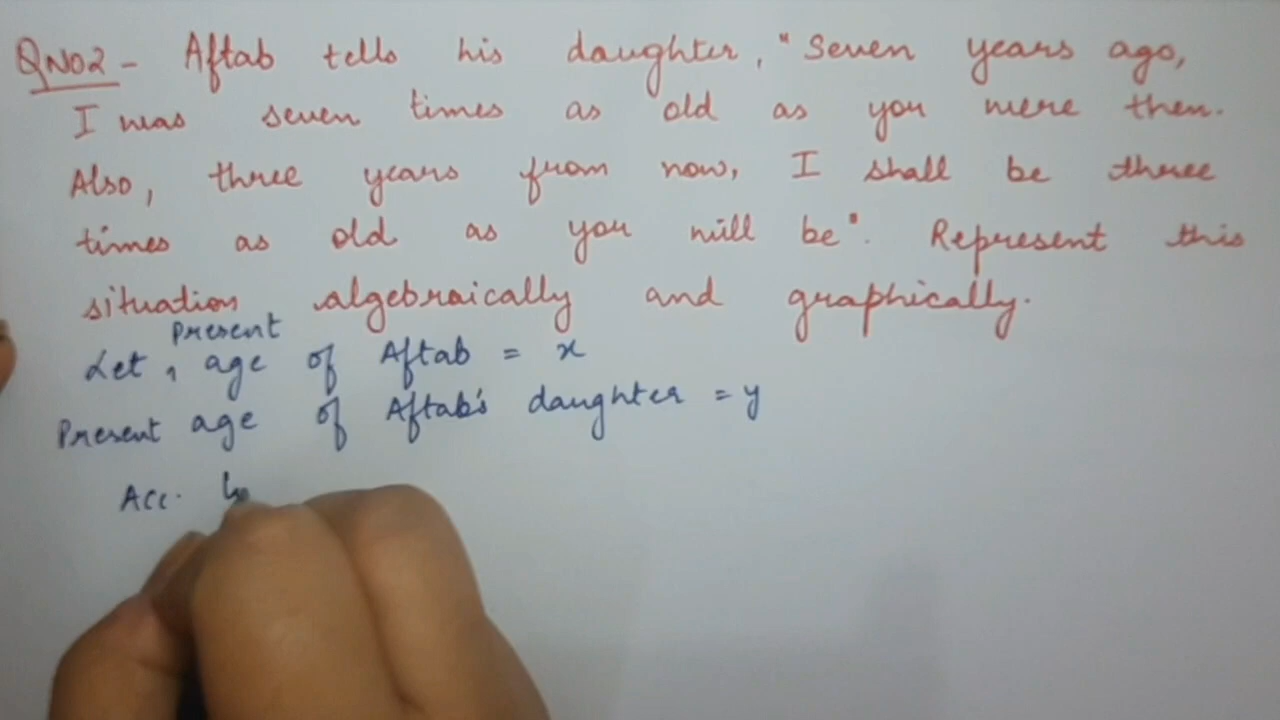 QNO2 - Aftab tells his daughter, "Seven years ago,
I was seven times as old as you were then.
Also, three years from now, I shall be three
times as old as you will be". Represent this
situation algebraically and graphically.
Present
Let, age of Aftab = x
Present age of Aftab's daughter = y
Acc.